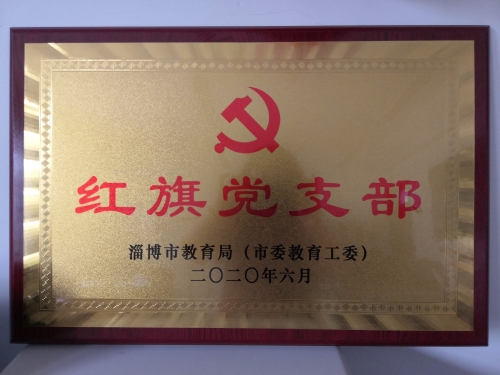 红旗党支部
淄博市教育局（市委教育工委）
二〇二〇年六月